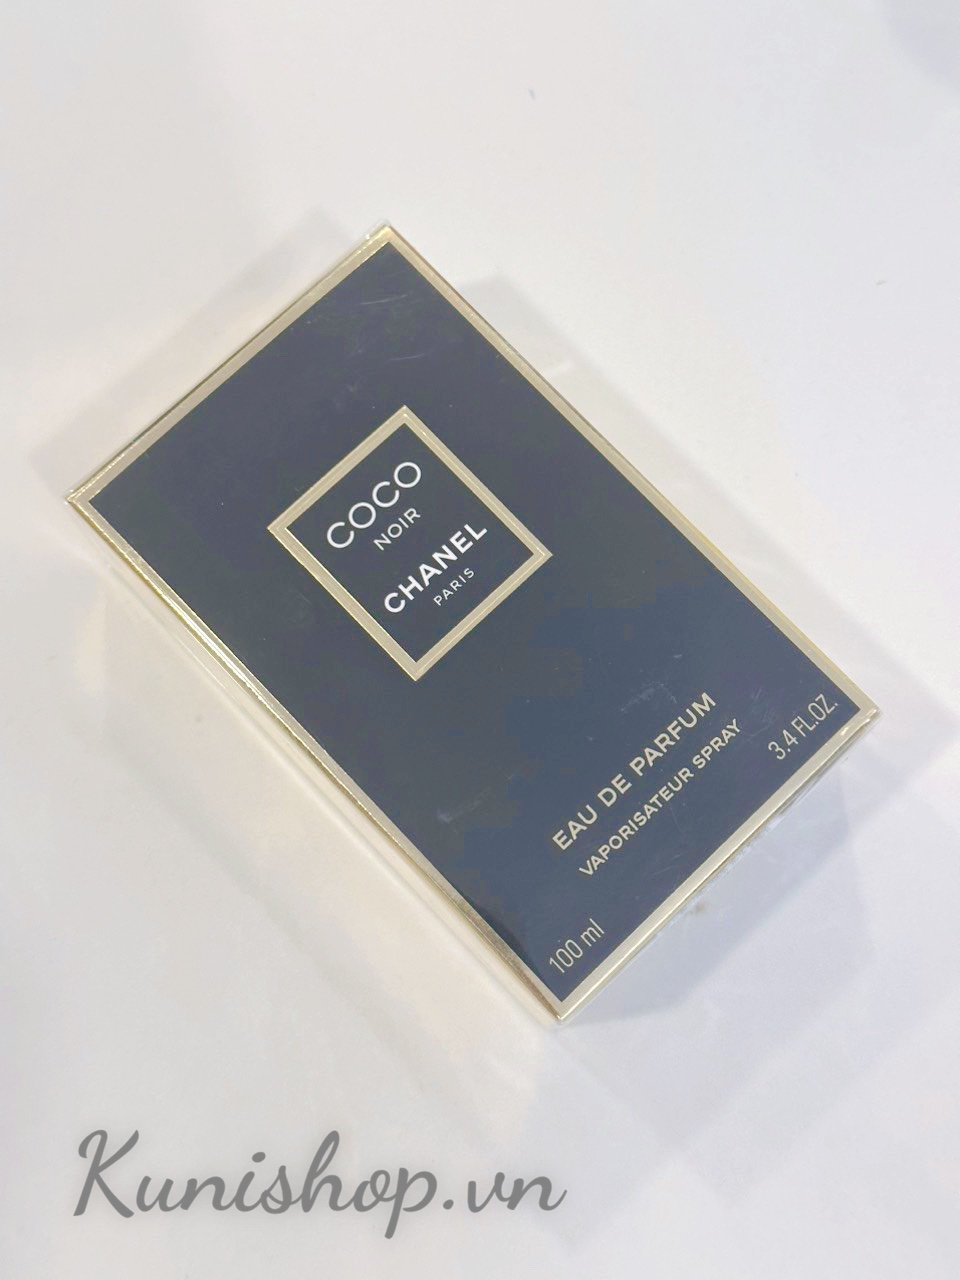 COCO
NOIR
CHANEL
PARIS
EAU DE PARFUM
VAPORISATEUR SPRAY
100 ml
3.4 FL.OZ.
Kunishop.vn